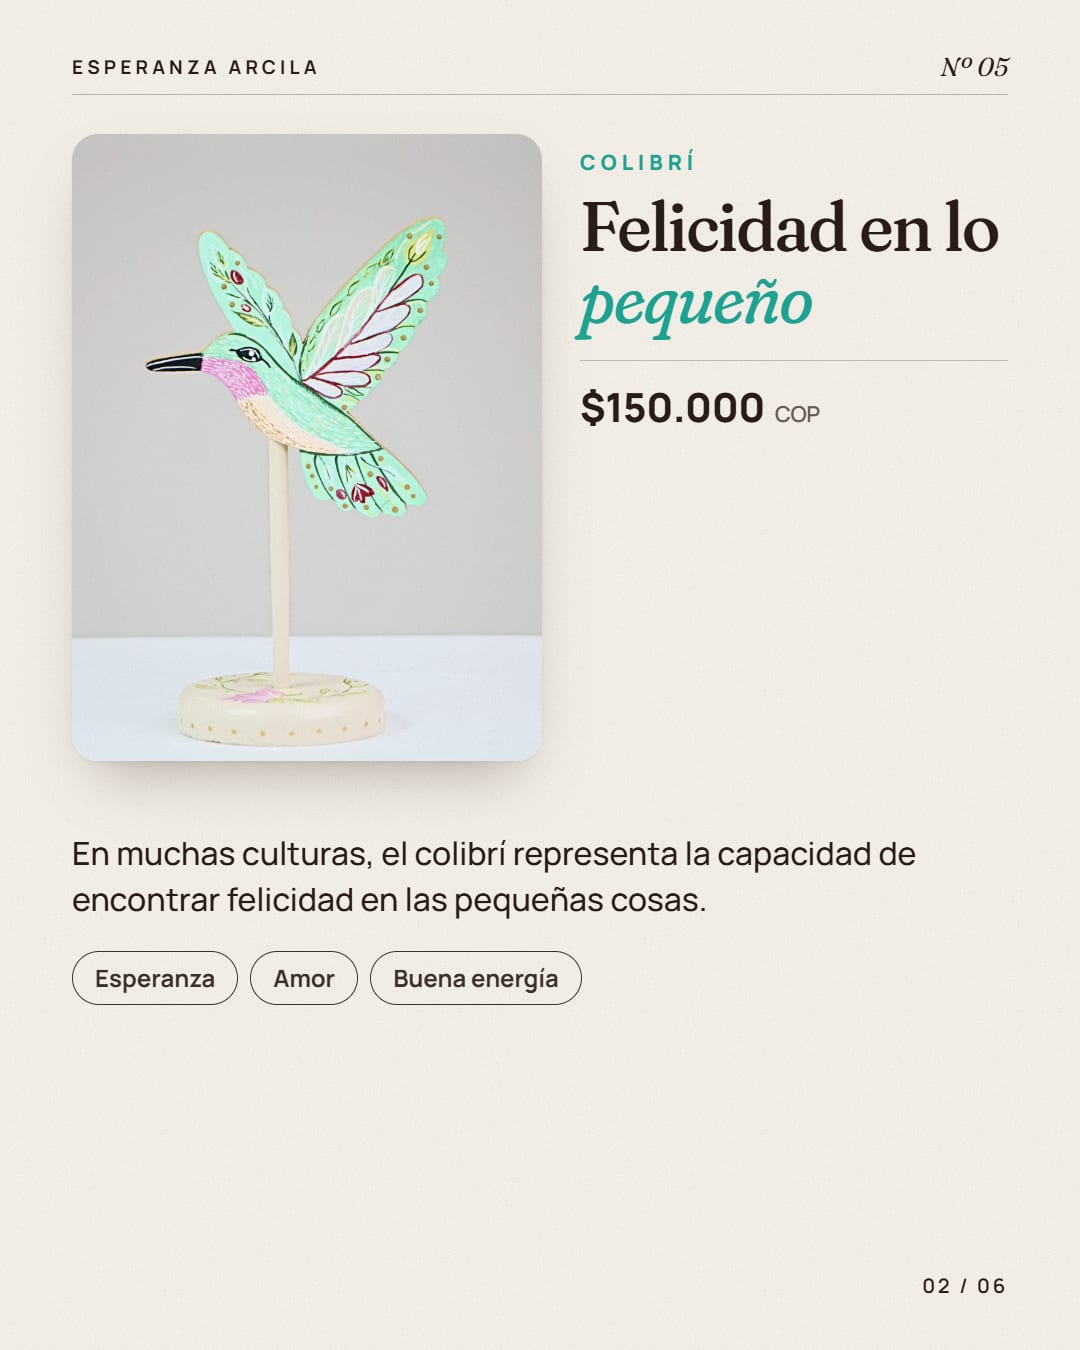 ESPERANZA ARCILA
Nº 05
COLIBRÍ
Felicidad en lo
pequeño
$150.000 COP
En muchas culturas, el colibrí representa la capacidad de
encontrar felicidad en las pequeñas cosas.
Esperanza
Amor
Buena energía
02 / 06